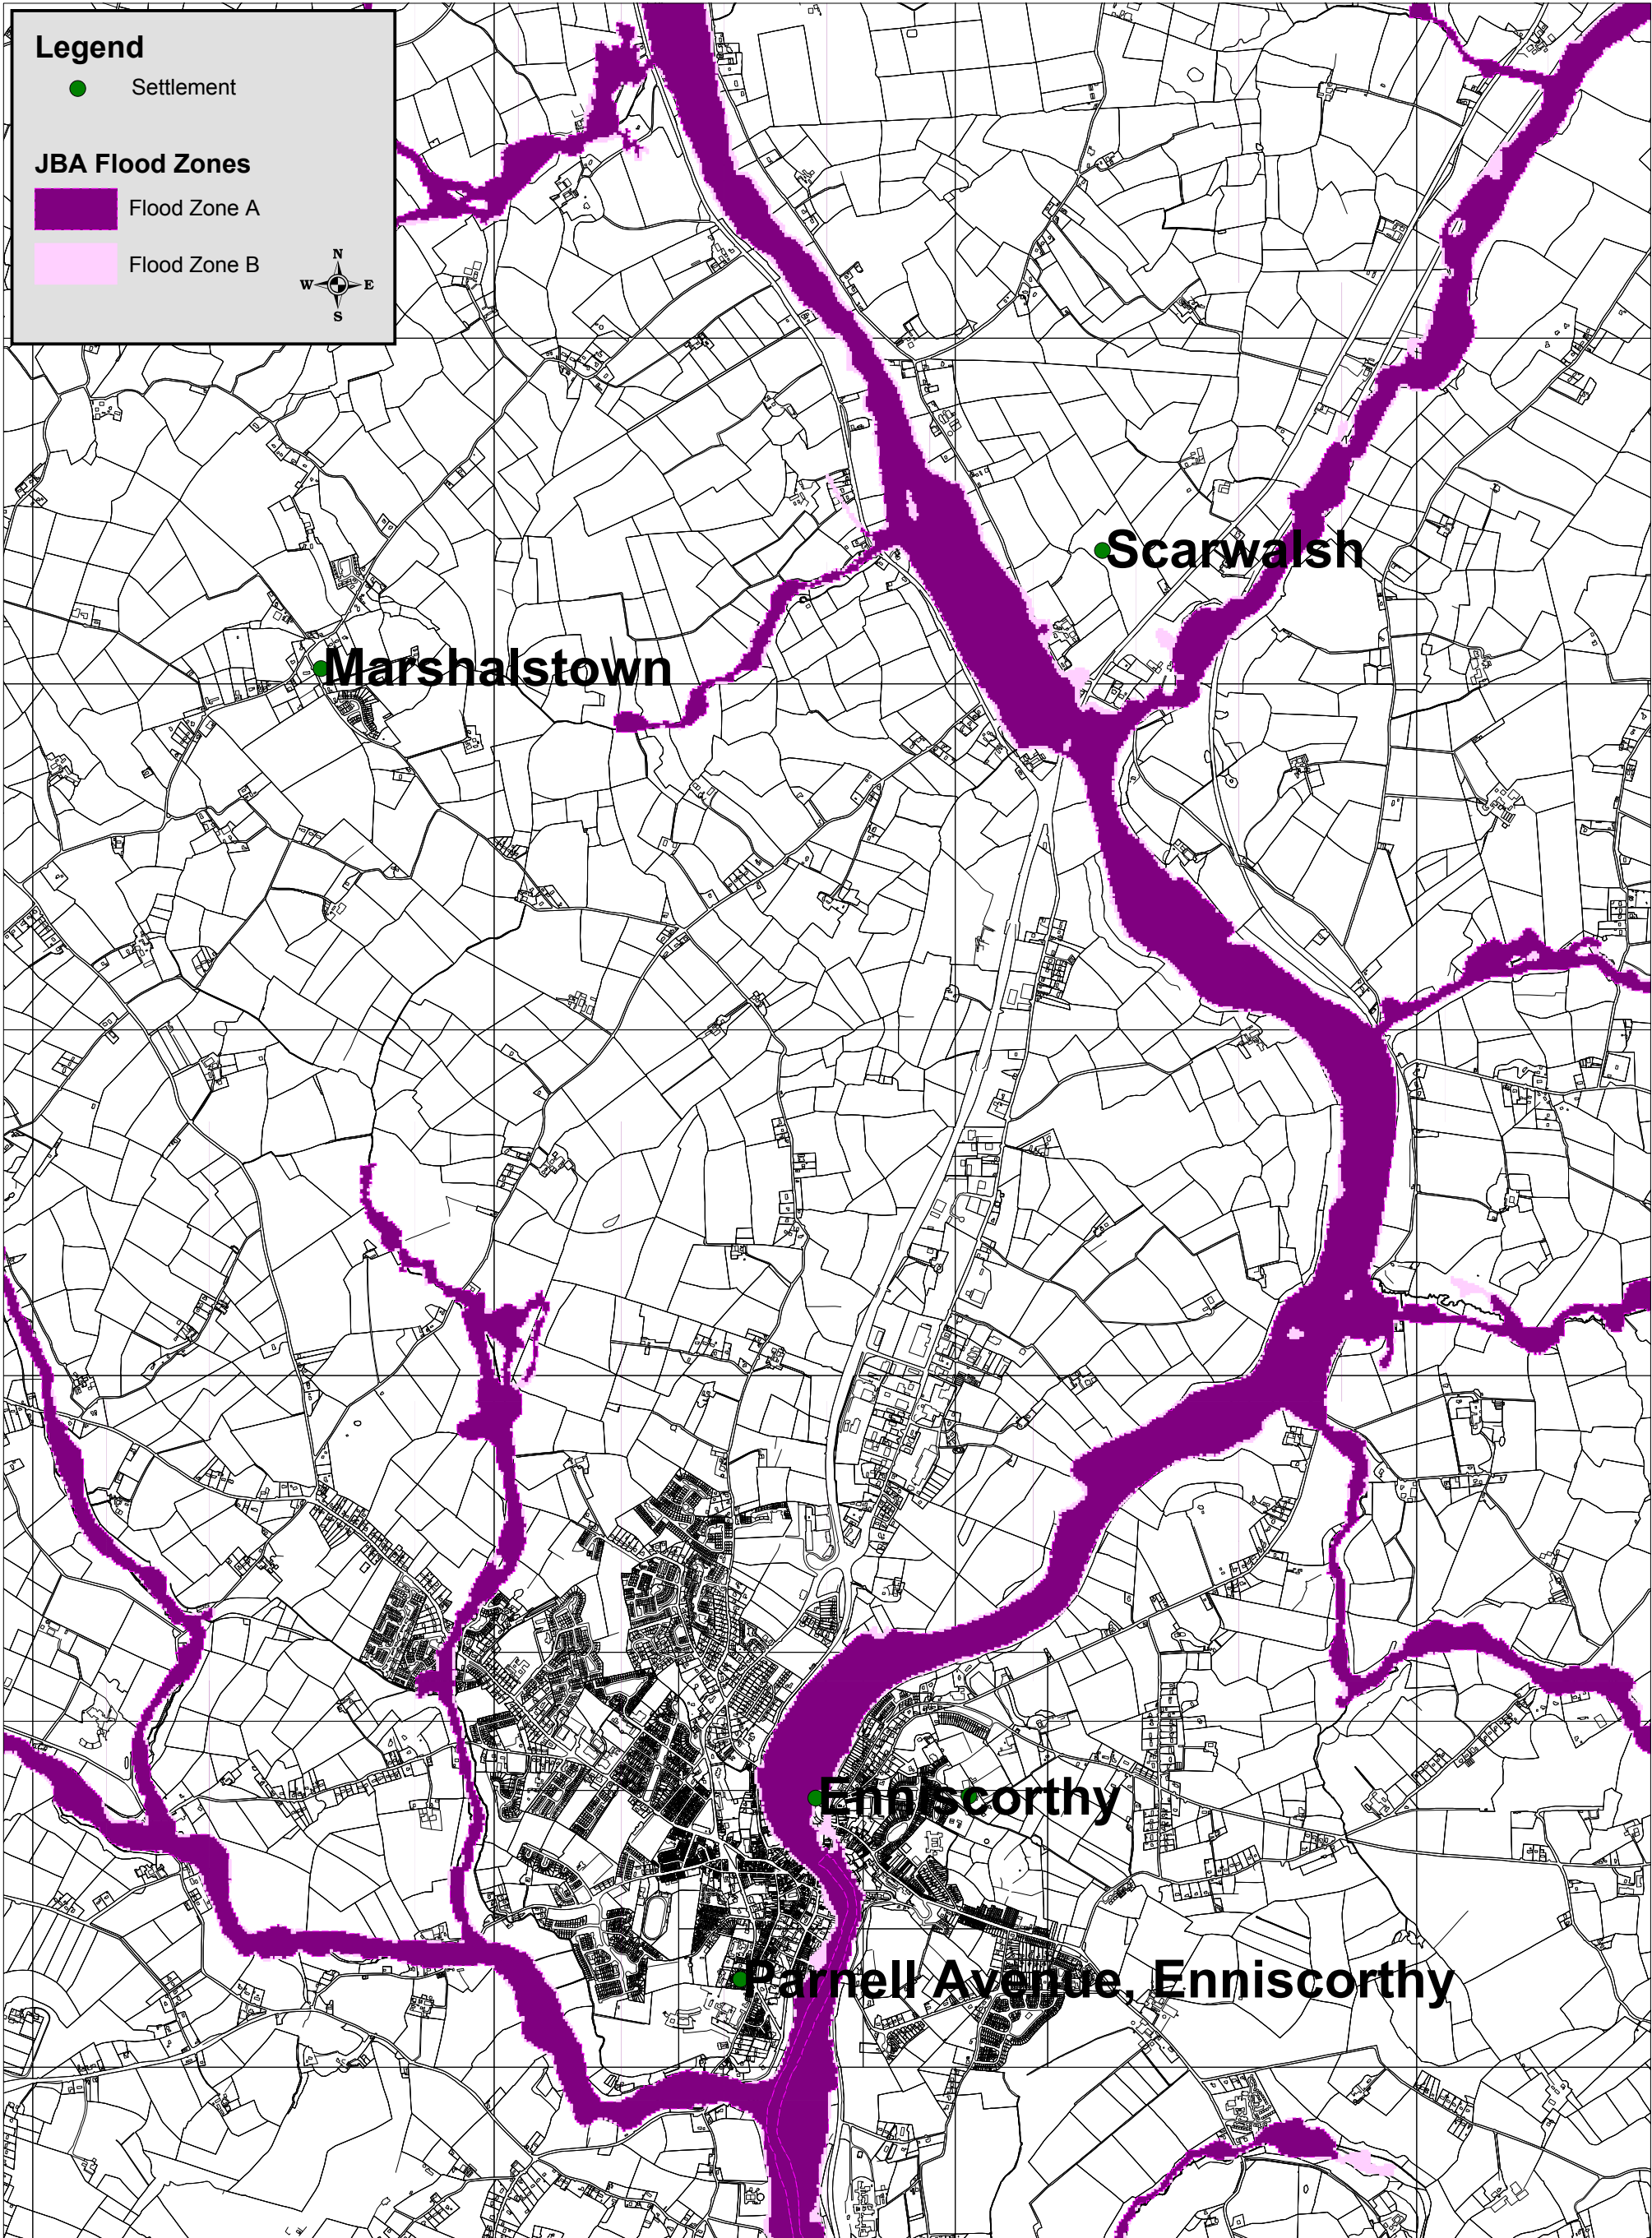 Legend
Settlement
JBA Flood Zones
Flood Zone A
Flood Zone B
N
W E
S
Scarwalsh
Marshalstown
Enniscorthy
Parnell Avenue, Enniscorthy